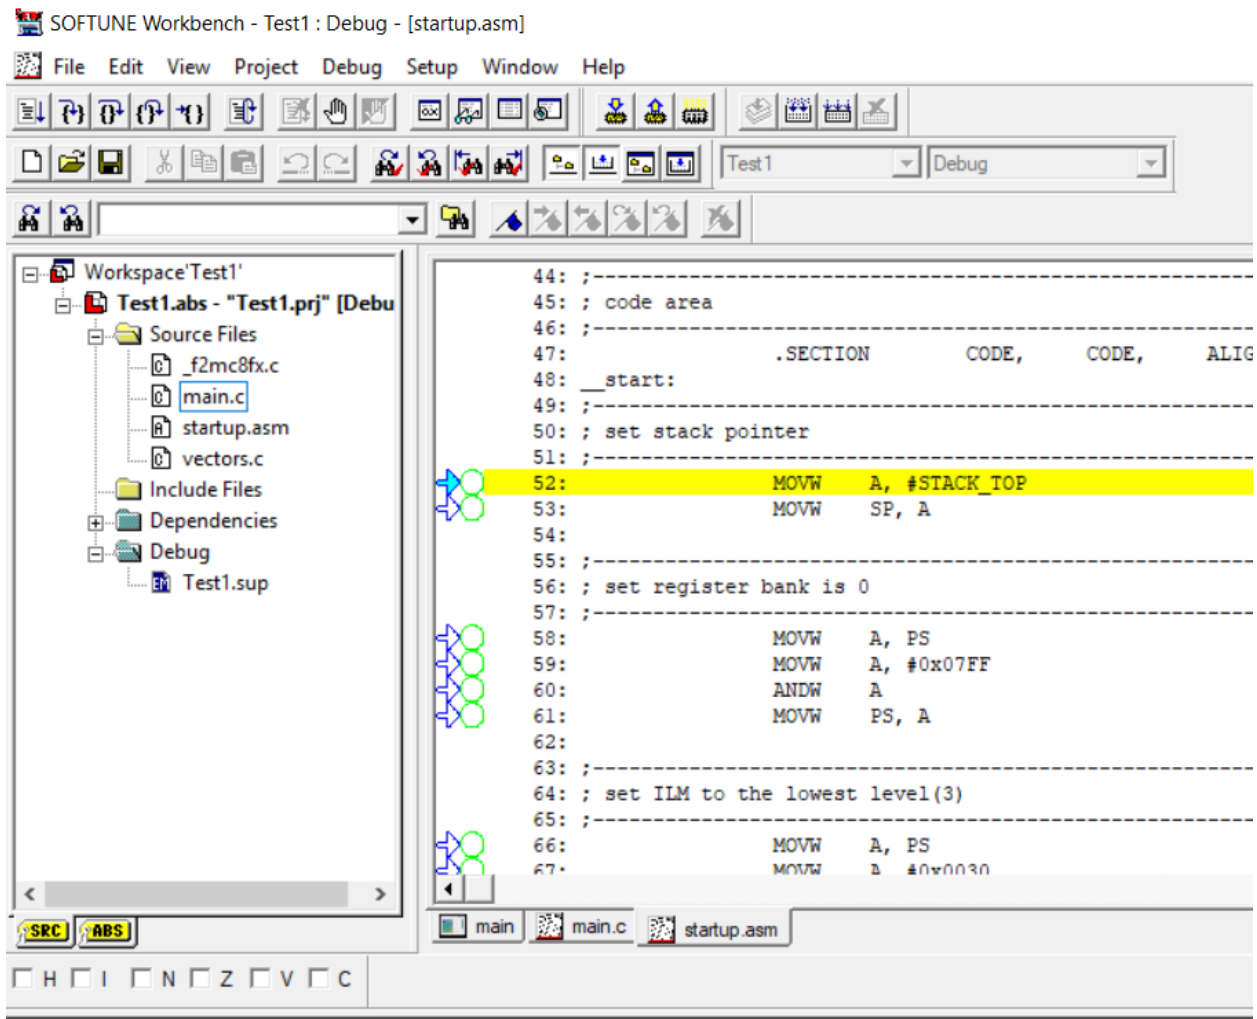 SOFTUNE Workbench - Test1 : Debug - [startup.asm]
File Edit View Project Debug Setup Window Help
Test1 Debug
Workspace'Test1'
Test1.abs - "Test1.prj" [Debu
Source Files
_f2mc8fx.c
main.c
startup.asm
vectors.c
Include Files
Dependencies
Debug
Test1.sup
SRC ABS
44: ;-------------------------------------------------------
45: ; code area
46: ;-------------------------------------------------------
47: .SECTION CODE, CODE, ALIG
48: __start:
49: ;-------------------------------------------------------
50: ; set stack pointer
51: ;-------------------------------------------------------
52: MOVW A, #STACK_TOP
53: MOVW SP, A
54:
55: ;-------------------------------------------------------
56: ; set register bank is 0
57: ;-------------------------------------------------------
58: MOVW A, PS
59: MOVW A, #0x07FF
60: ANDW A
61: MOVW PS, A
62:
63: ;-------------------------------------------------------
64: ; set ILM to the lowest level(3)
65: ;-------------------------------------------------------
66: MOVW A, PS
67: MOVW A #0x0030
main main.c startup.asm
H I N Z V C